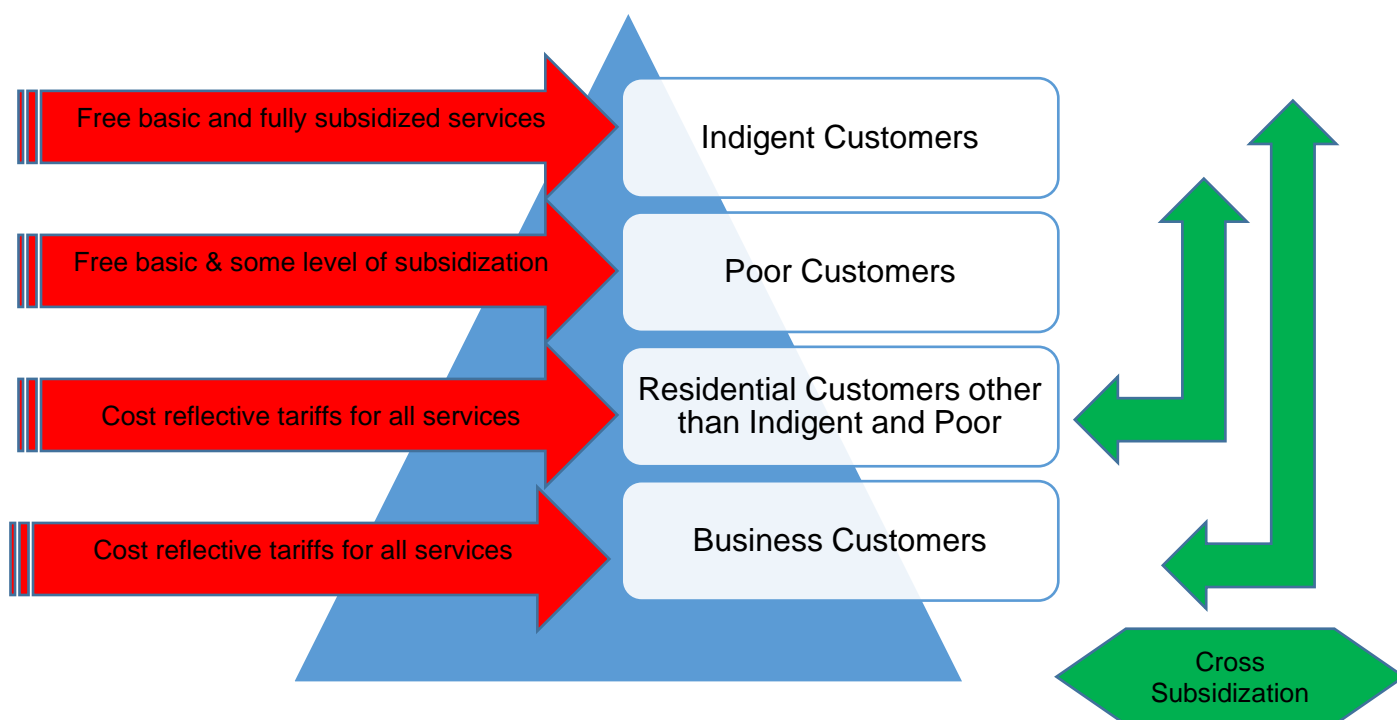 Free basic and fully subsidized services
Indigent Customers
Free basic & some level of subsidization
Poor Customers
Cost reflective tariffs for all services
Residential Customers other
than Indigent and Poor
Cost reflective tariffs for all services
Business Customers
Cross
Subsidization